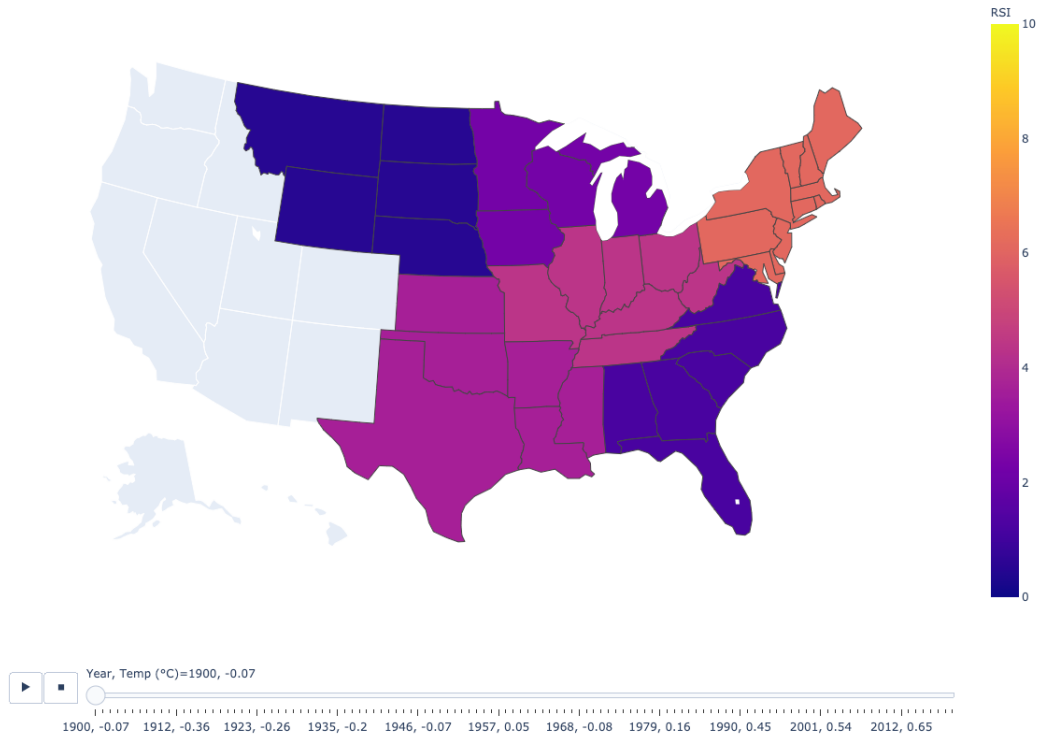 RSI
10
8
6
4
2
0
Year, Temp (°C)=1900, -0.07
1900, -0.07 1912, -0.36 1923, -0.26 1935, -0.2 1946, -0.07 1957, 0.05 1968, -0.08 1979, 0.16 1990, 0.45 2001, 0.54 2012, 0.65